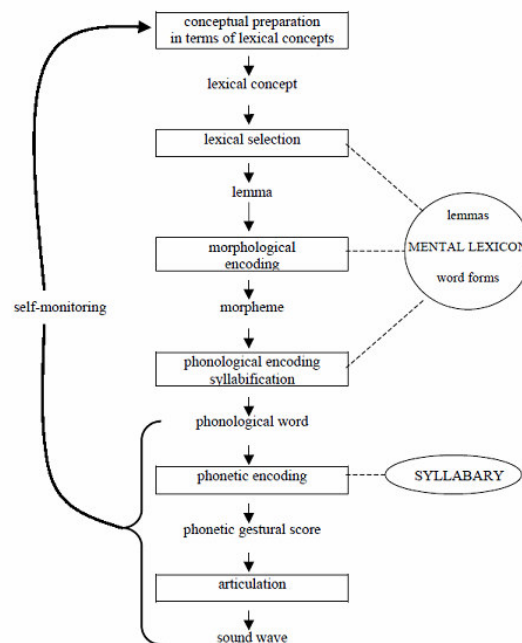 conceptual preparation
in terms of lexical concepts
lexical concept
lexical selection
lemma
lemmas
MENTAL LEXICON
word forms
morphological
encoding
self-monitoring
morpheme
phonological encoding
syllabification
phonological word
phonetic encoding
SYLLABARY
phonetic gestural score
articulation
sound wave